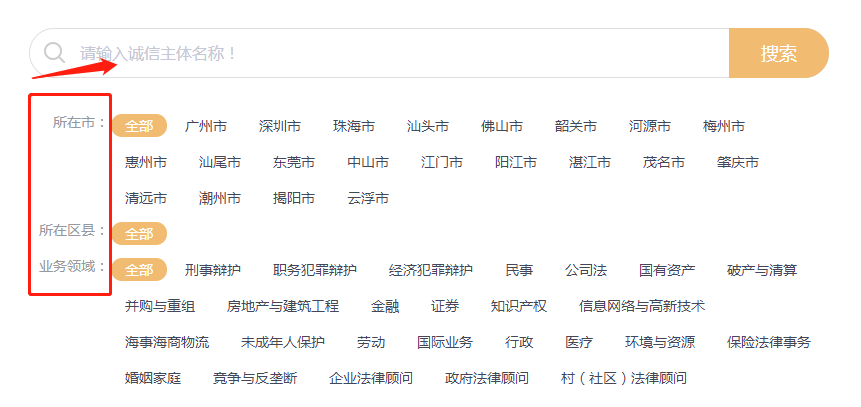 请输入诚信主体名称！ 搜索
所在市： 全部 广州市 深圳市 珠海市 汕头市 佛山市 韶关市 河源市 梅州市
惠州市 汕尾市 东莞市 中山市 江门市 阳江市 湛江市 茂名市 肇庆市
清远市 潮州市 揭阳市 云浮市
所在区县： 全部
业务领域： 全部 刑事辩护 职务犯罪辩护 经济犯罪辩护 民事 公司法 国有资产 破产与清算
并购与重组 房地产与建筑工程 金融 证券 知识产权 信息网络与高新技术
海事海商物流 未成年人保护 劳动 国际业务 行政 医疗 环境与资源 保险法律事务
婚姻家庭 竞争与反垄断 企业法律顾问 政府法律顾问 村（社区）法律顾问